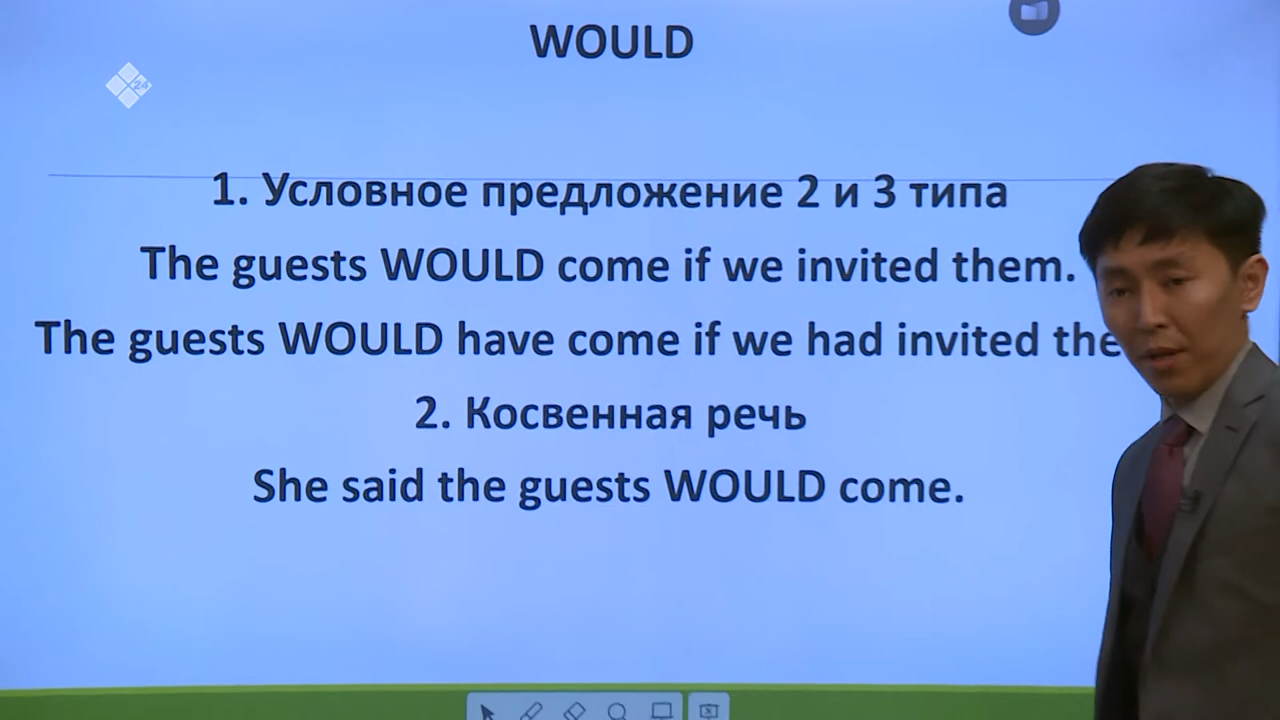 WOULD
24
1. Условное предложение 2 и 3 типа
The guests WOULD come if we invited them.
The guests WOULD have come if we had invited the
2. Косвенная речь
She said the guests WOULD come.